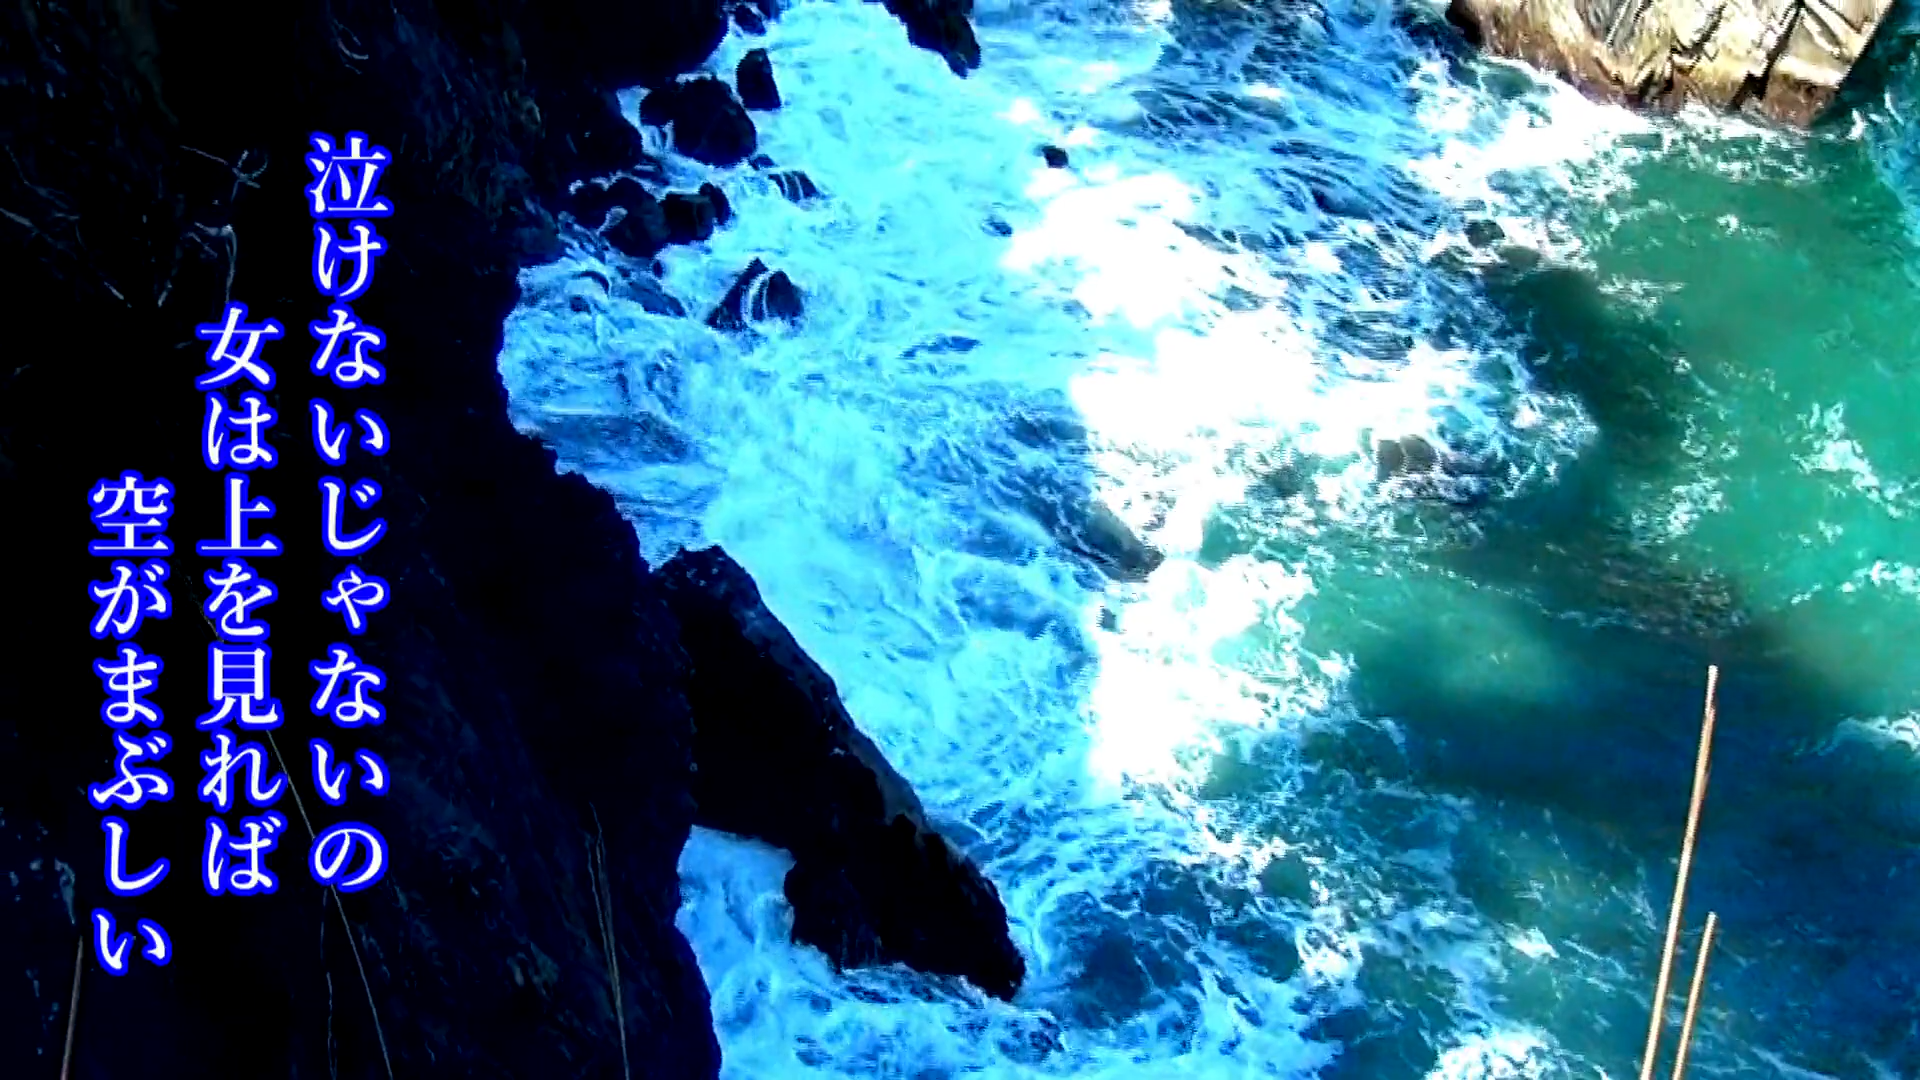 泣けないじゃないの
女は上を見れば
空がまぶしい